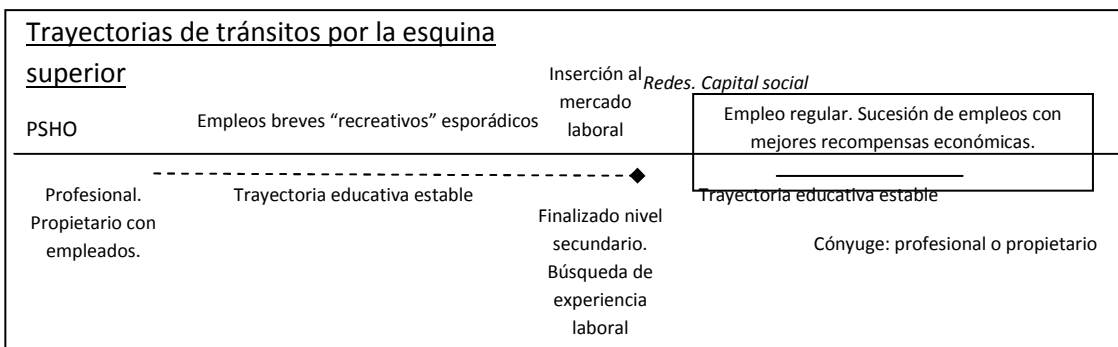 Trayectorias de tránsitos por la esquina
superior
PSHO
Empleos breves “recreativos” esporádicos
Inserción al
mercado
laboral
Redes. Capital social
Empleo regular. Sucesión de empleos con
mejores recompensas económicas.
Profesional.
Propietario con
empleados.
Trayectoria educativa estable
Finalizado nivel
secundario.
Búsqueda de
experiencia
laboral
Trayectoria educativa estable
Cónyuge: profesional o propietario